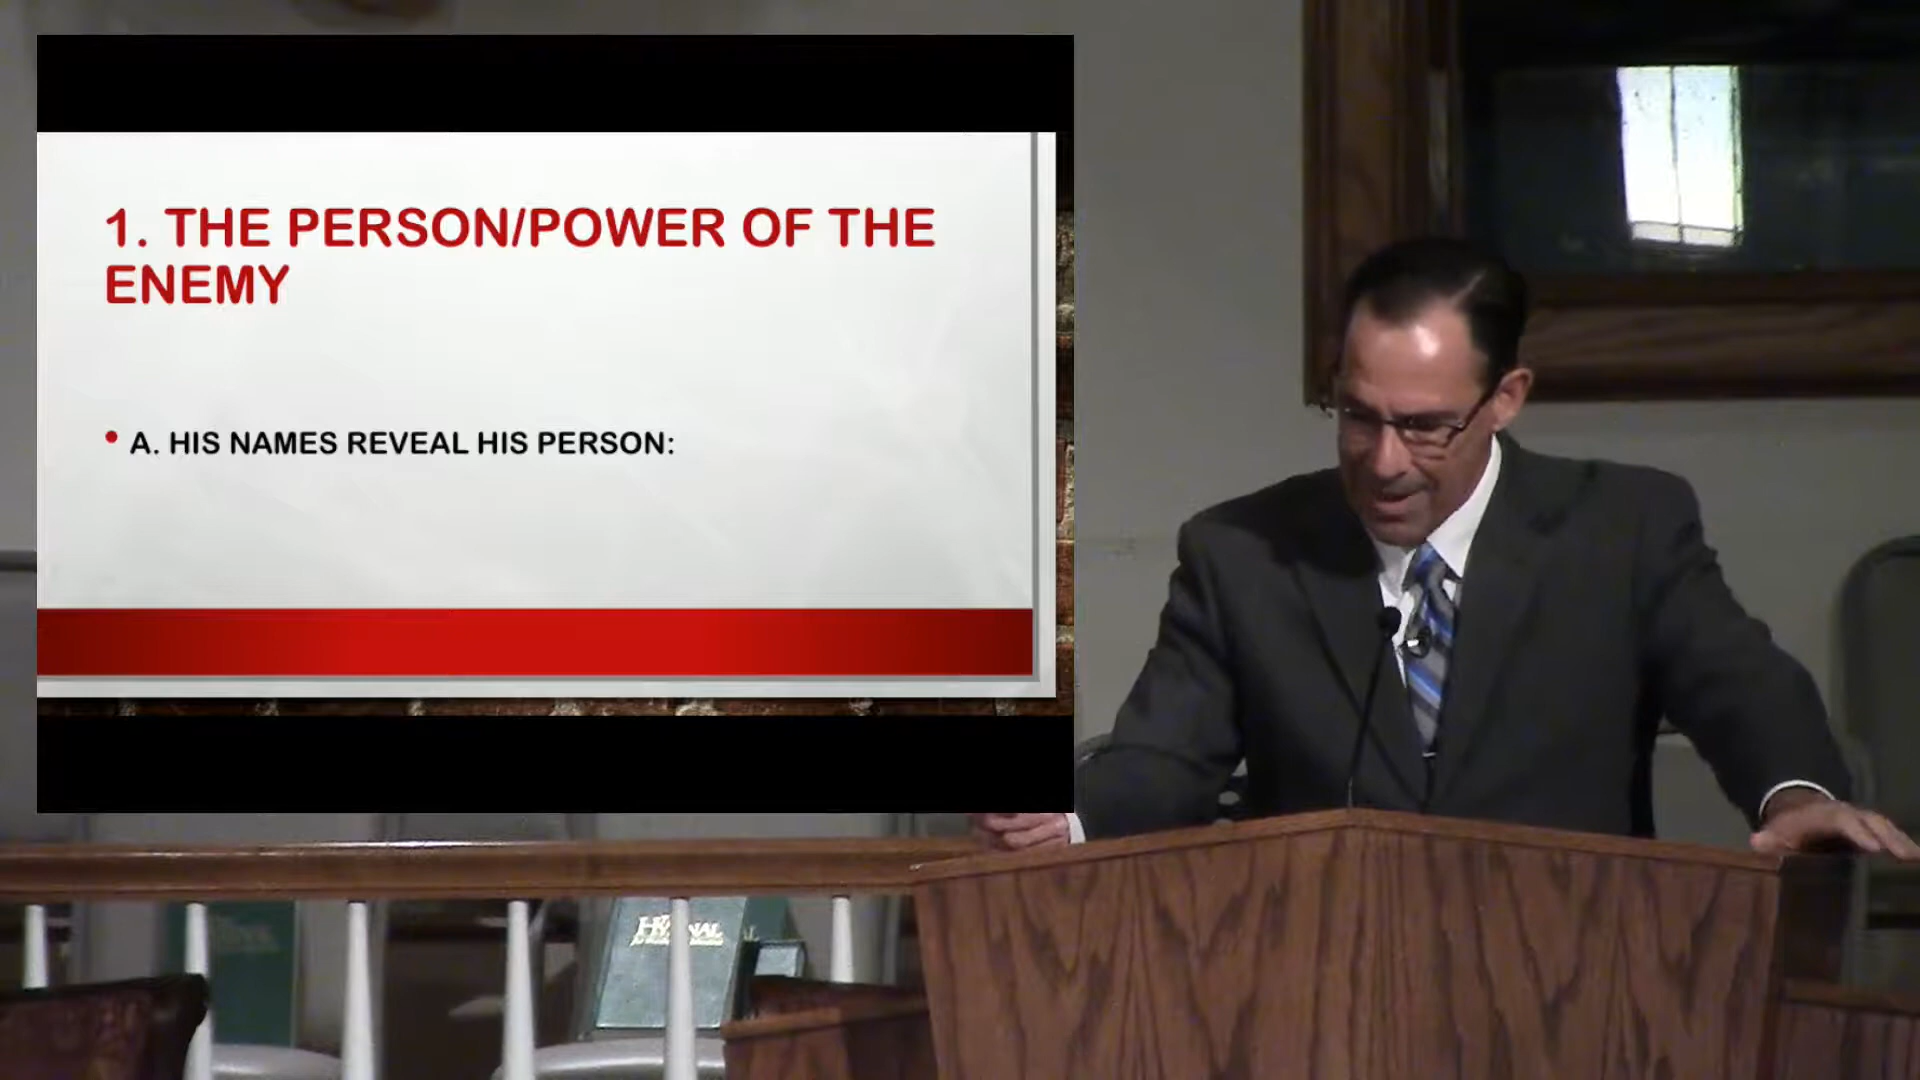 1. THE PERSON/POWER OF THE
ENEMY
• A. HIS NAMES REVEAL HIS PERSON: